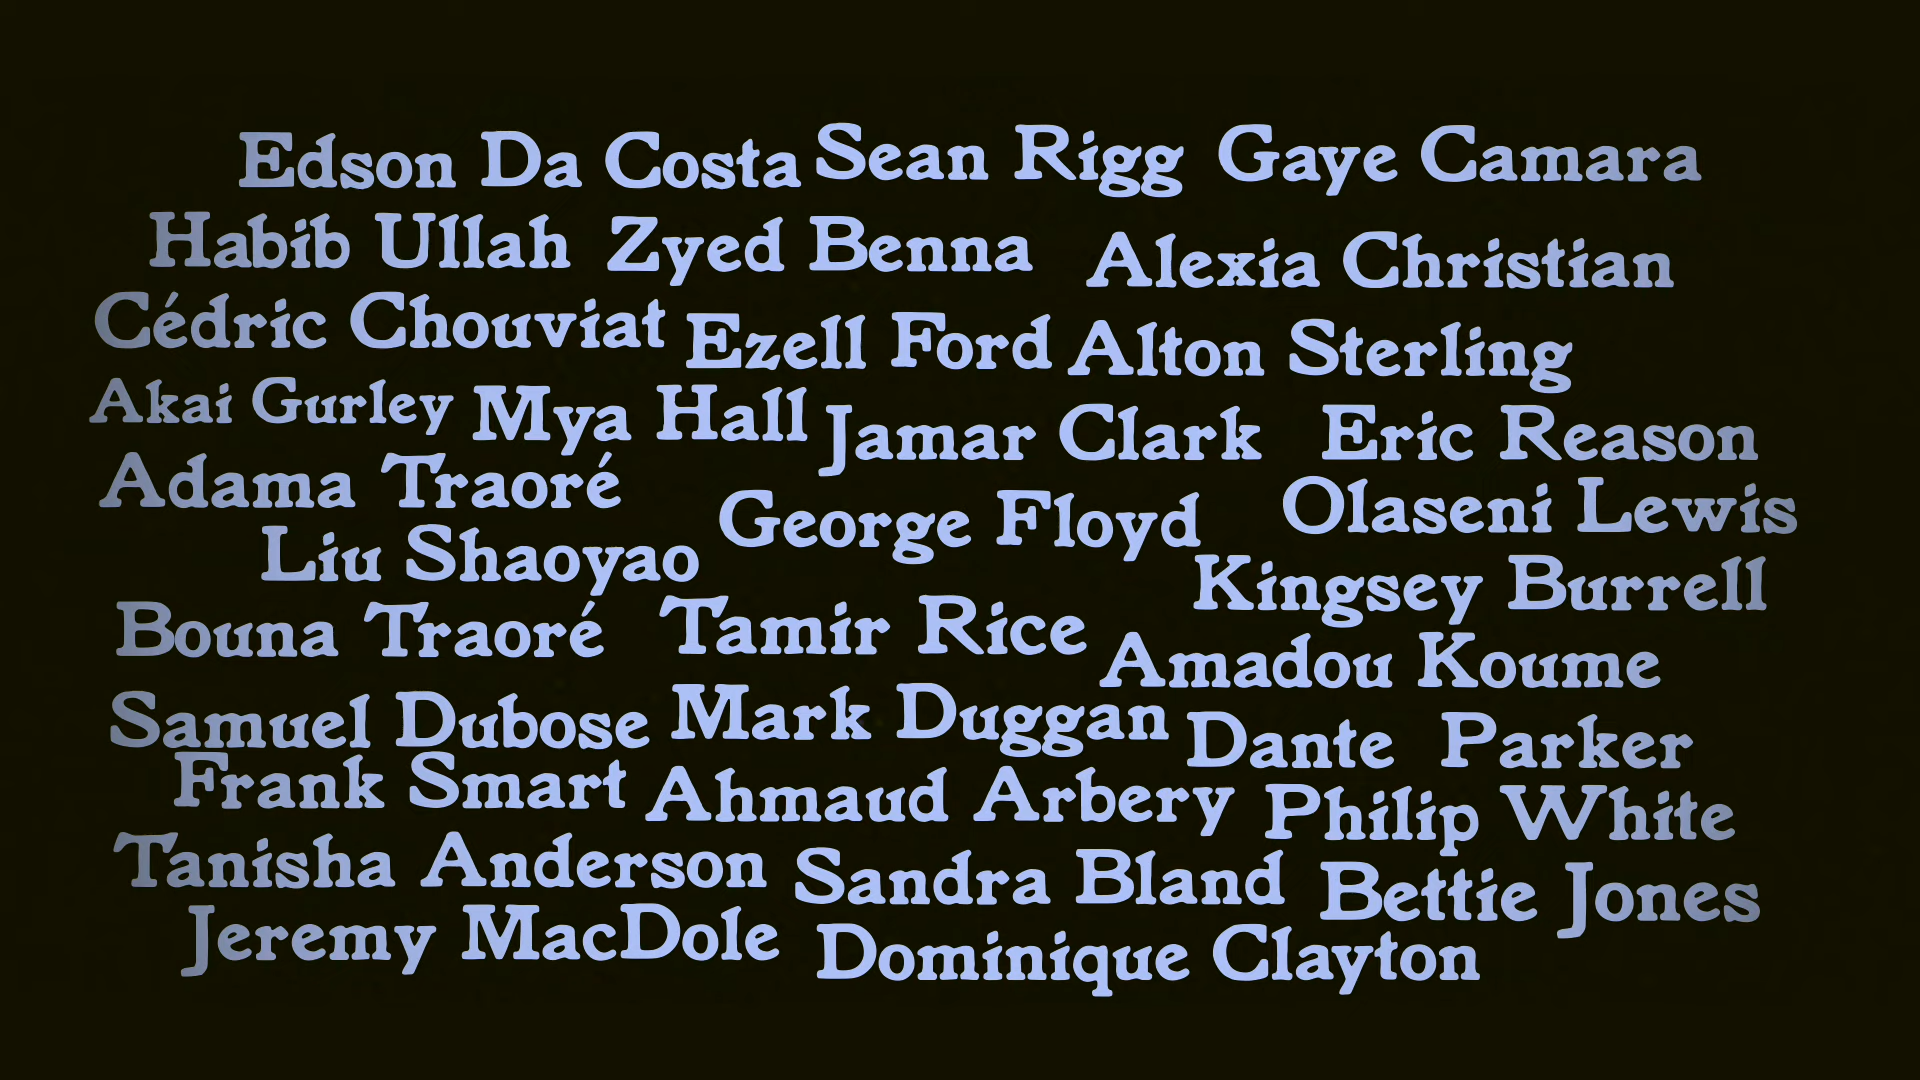 Edson Da Costa Sean Rigg Gaye Camara
Habib Ullah Zyed Benna Alexia Christian
Cédric Chouviat Ezell Ford Alton Sterling
Akai Gurley Mya Hall Jamar Clark Eric Reason
Adama Traoré George Floyd Olaseni Lewis
Liu Shaoyao Kingsey Burrell
Bouna Traoré Tamir Rice Amadou Koume
Samuel Dubose Mark Duggan Dante Parker
Frank Smart Ahmaud Arbery Philip White
Tanisha Anderson Sandra Bland Bettie Jones
Jeremy MacDole Dominique Clayton